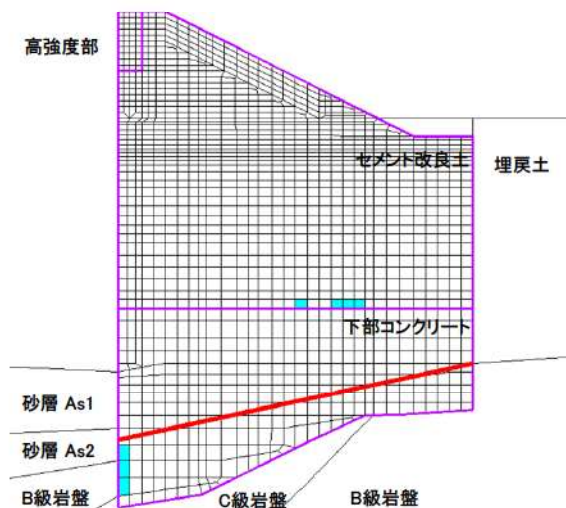 高強度部
セメント改良土
埋戻土
下部コンクリート
砂層 As1
砂層 As2
B級岩盤
C級岩盤
B級岩盤